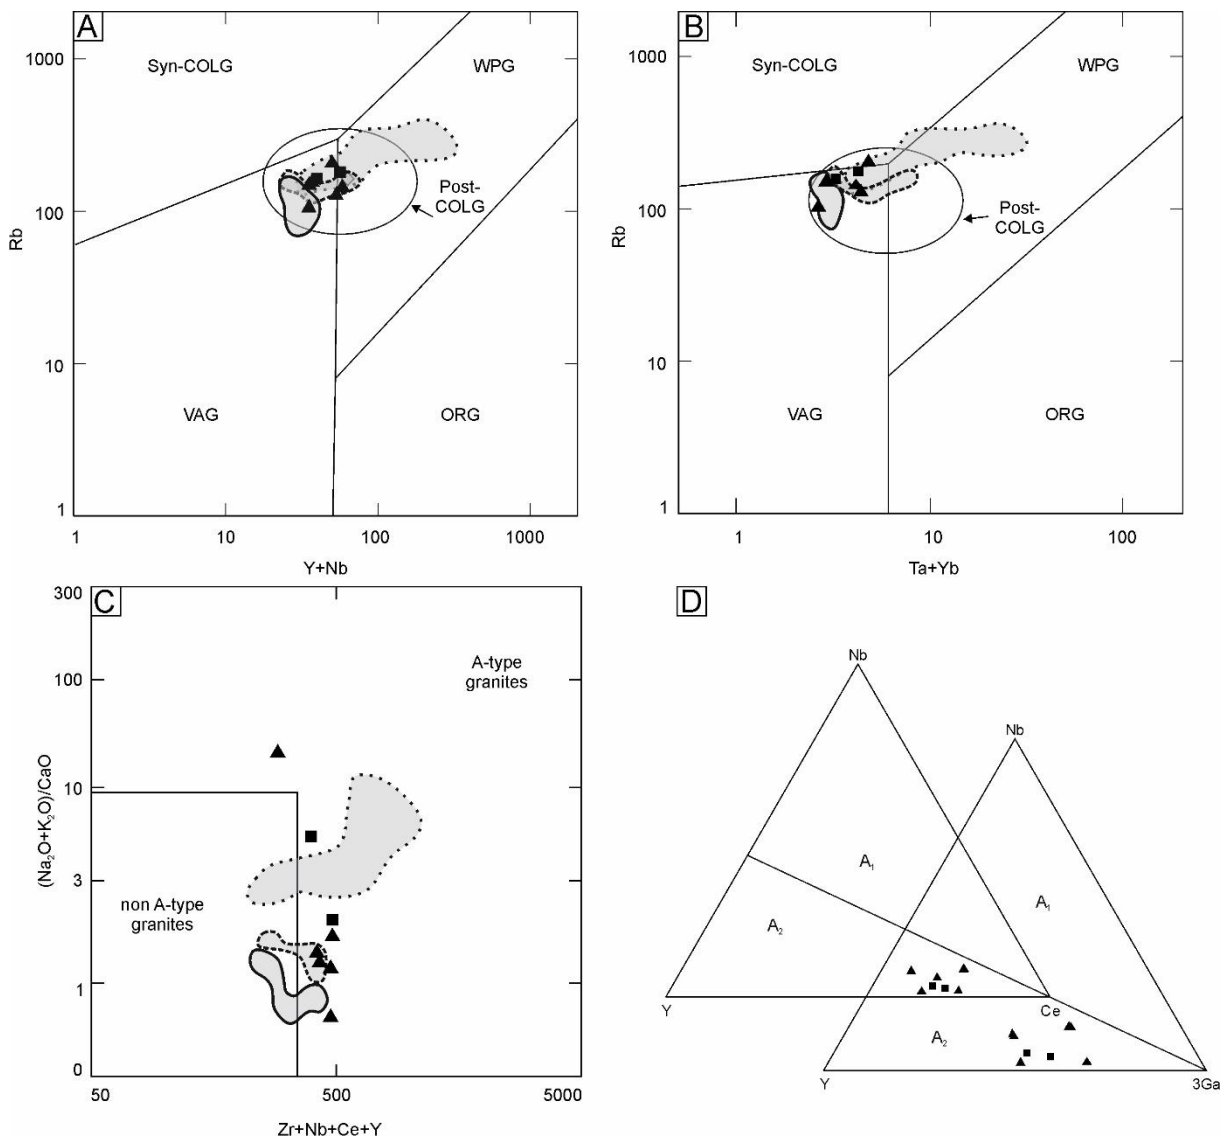 A
1000
Syn-COLG
WPG
Rb
100
Post-
COLG
10
VAG
ORG
1
1
10
100
1000
Y+Nb
B
1000
Syn-COLG
WPG
Rb
100
Post-
COLG
10
VAG
ORG
1
1
10
100
Ta+Yb
C
300
A-type
granites
100
(Na₂O+K₂O)/CaO
10
3
non A-type
granites
1
0
50
500
5000
Zr+Nb+Ce+Y
D
Nb
Nb
A₁
A₁
A₂
Y
Ce
A₂
Y
3Ga